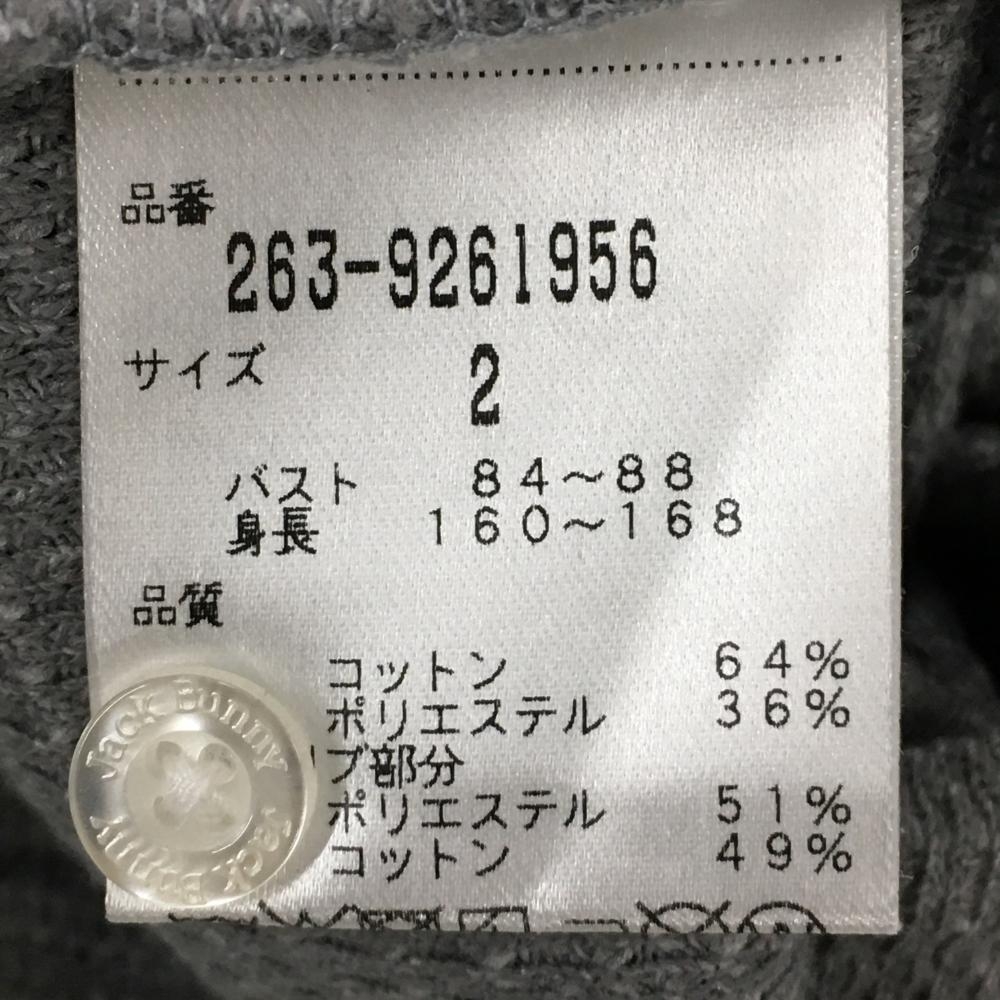 品番
263-9261956
サイズ 2
バスト 84～88
身長 160～168
品質
コットン 64%
ポリエステル 36%
ブ部分
ポリエステル 51%
コットン 49%
Jack Bunny
Jack Bunny